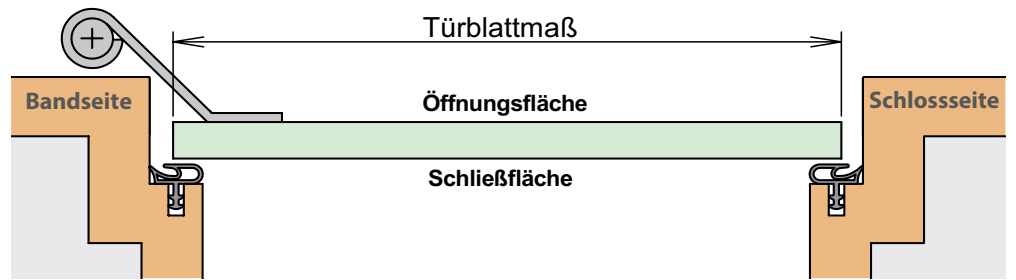 Türblattmaß
Bandseite
Öffnungsfläche
Schlossseite
Schließfläche